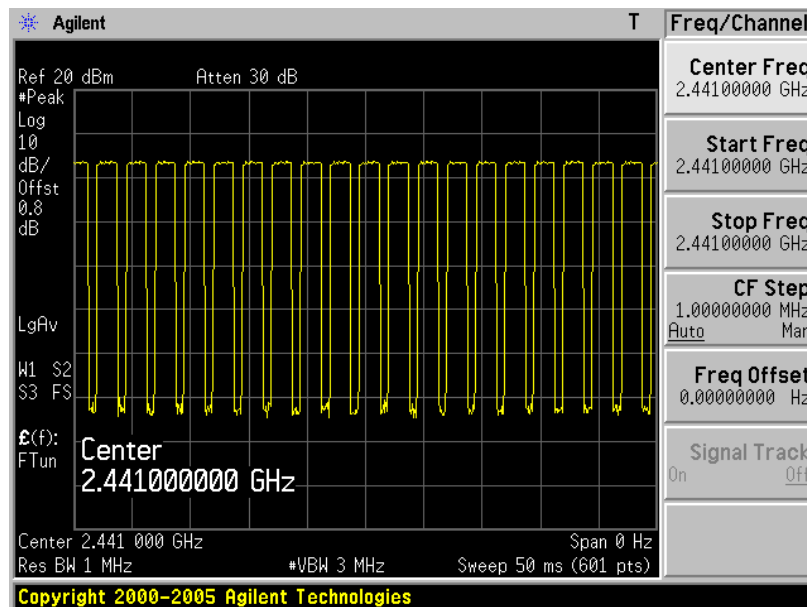 Agilent T Freq/Channel
Ref 20 dBm Atten 30 dB
#Peak
Log
10
dB/
Offst
0.8
dB
LgAv
W1 S2
S3 FS
£(f):
FTun
Center
2.441000000 GHz
Center 2.441 000 GHz Span 0 Hz
Res BW 1 MHz #VBW 3 MHz Sweep 50 ms (601 pts)
Copyright 2000-2005 Agilent Technologies
Center Freq
2.44100000 GHz
Start Freq
2.44100000 GHz
Stop Freq
2.44100000 GHz
CF Step
1.00000000 MHz
Auto Man
Freq Offset
0.00000000 Hz
Signal Track
On Off